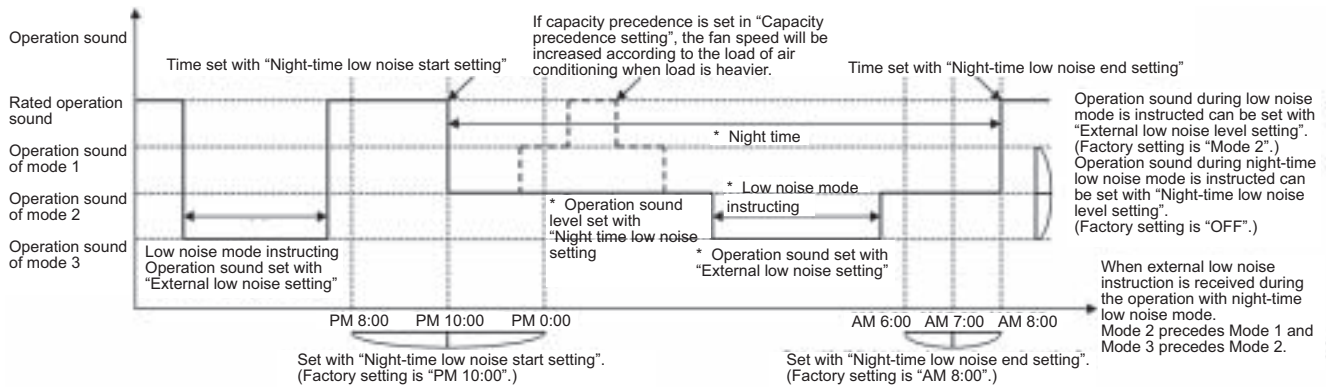 Operation sound
If capacity precedence is set in “Capacity
precedence setting”, the fan speed will be
increased according to the load of air
conditioning when load is heavier.
Time set with “Night-time low noise start setting”
Time set with “Night-time low noise end setting”
Rated operation
sound
Operation sound
of mode 1
Operation sound
of mode 2
Operation sound
of mode 3
* Night time
* Low noise mode
instructing
* Operation sound
level set with
“Night time low noise
setting
* Operation sound set with
“External low noise setting”
Low noise mode instructing
Operation sound set with
“External low noise setting”
Operation sound during low noise
mode is instructed can be set with
“External low noise level setting”.
(Factory setting is “Mode 2”.)
Operation sound during night-time
low noise mode is instructed can
be set with “Night-time low noise
level setting”.
(Factory setting is “OFF”.)
When external low noise
instruction is received during
the operation with night-time
low noise mode.
Mode 2 precedes Mode 1 and
Mode 3 precedes Mode 2.
PM 8:00 PM 10:00 PM 0:00
AM 6:00 AM 7:00 AM 8:00
Set with “Night-time low noise start setting”.
(Factory setting is “PM 10:00”.)
Set with “Night-time low noise end setting”.
(Factory setting is “AM 8:00”.)